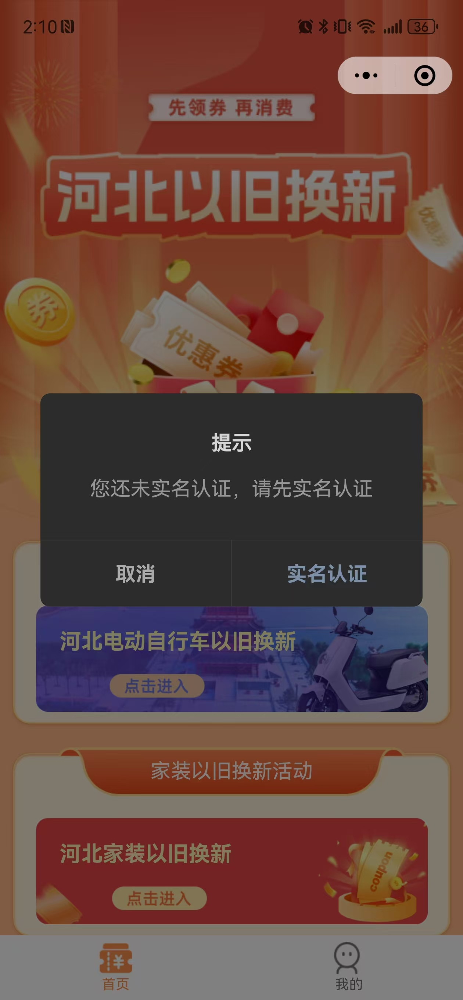 2:10
36
先领券 再消费
河北以旧换新
优惠券
券
优惠券
提示
您还未实名认证，请先实名认证
券
取消
实名认证
河北电动自行车以旧换新
点击进入
家装以旧换新活动
河北家装以旧换新
coupon
点击进入
¥
首页
我的